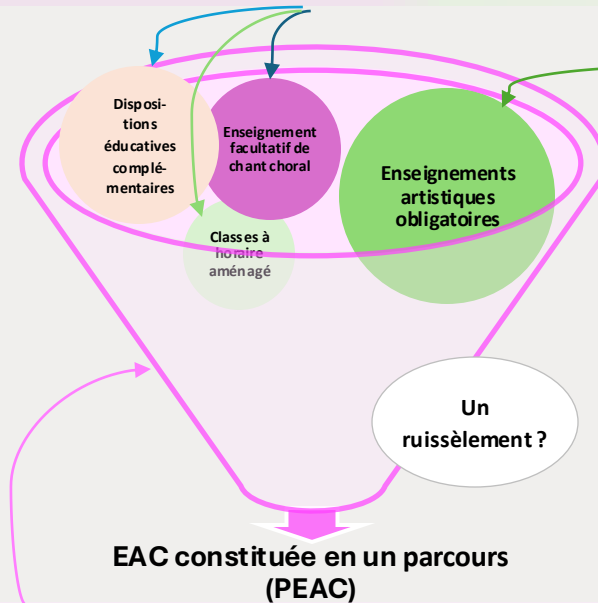 Disposi-
tions
éducatives
complé-
mentaires
Enseignement
facultatif de
chant choral
Enseignements
artistiques
obligatoires
Classes à
horaire
aménagé
Un
ruissèlement ?
EAC constituée en un parcours
(PEAC)